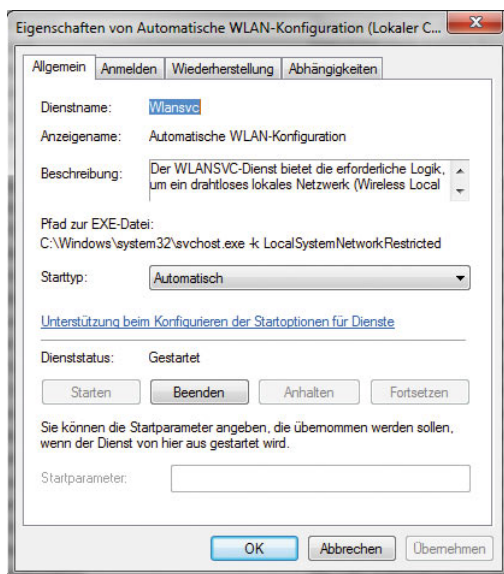 Eigenschaften von Automatische WLAN-Konfiguration (Lokaler C...
Allgemein Anmelden Wiederherstellung Abhängigkeiten
Dienstname: Wlansvc
Anzeigename: Automatische WLAN-Konfiguration
Beschreibung: Der WLANSVC-Dienst bietet die erforderliche Logik,
um ein drahtloses lokales Netzwerk (Wireless Local
Pfad zur EXE-Datei:
C:\Windows\system32\svchost.exe -k LocalSystemNetworkRestricted
Starttyp: Automatisch
Unterstützung beim Konfigurieren der Startoptionen für Dienste
Dienststatus: Gestartet
Starten Beenden Anhalten Fortsetzen
Sie können die Startparameter angeben, die übernommen werden sollen,
wenn der Dienst von hier aus gestartet wird.
Startparameter:
OK Abbrechen Übernehmen